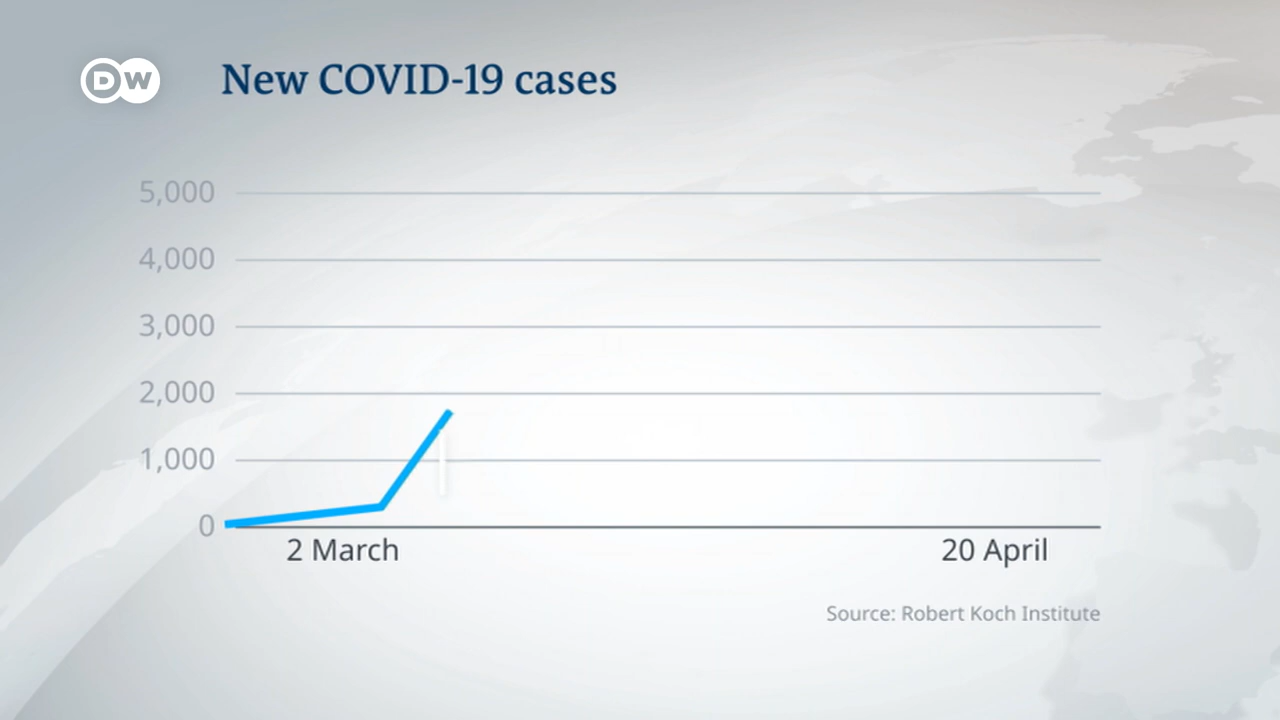 DW
New COVID-19 cases
5,000
4,000
3,000
2,000
1,000
0
2 March
20 April
Source: Robert Koch Institute